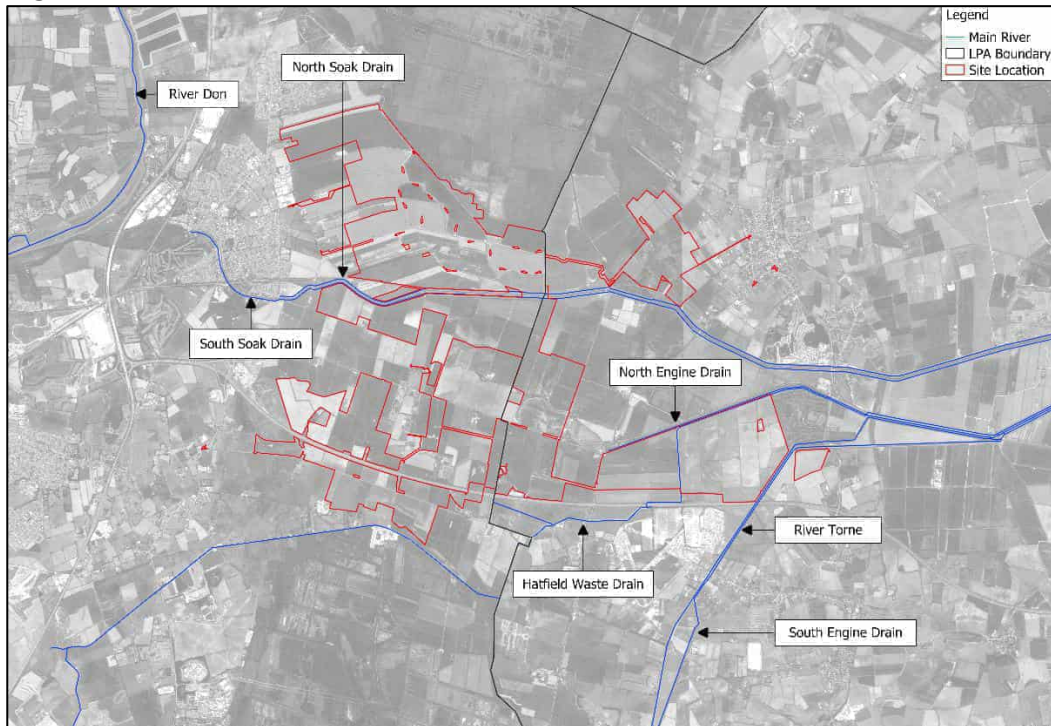 Legend
Main River
LPA Boundary
Site Location
North Soak Drain
River Don
South Soak Drain
North Engine Drain
River Torne
Hatfield Waste Drain
South Engine Drain